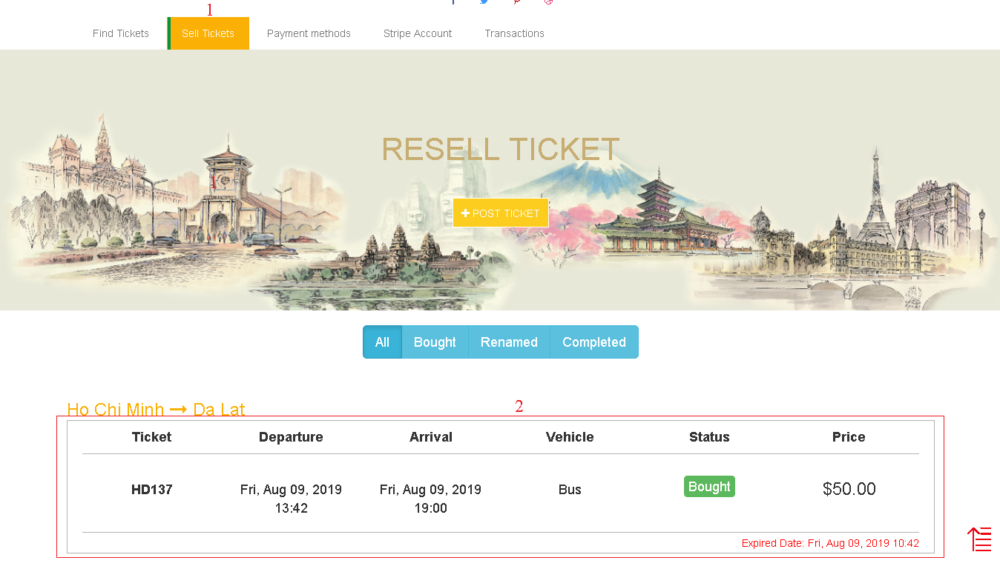 1
Find Tickets Sell Tickets Payment methods Stripe Account Transactions
RESELL TICKET
1
+ POST TICKET
All Bought Renamed Completed
Ho Chi Minh → Da Lat
2
Ticket Departure Arrival Vehicle Status Price
HD137 Fri, Aug 09, 2019 13:42 Fri, Aug 09, 2019 19:00 Bus Bought $50.00
Expired Date: Fri, Aug 09, 2019 10:42